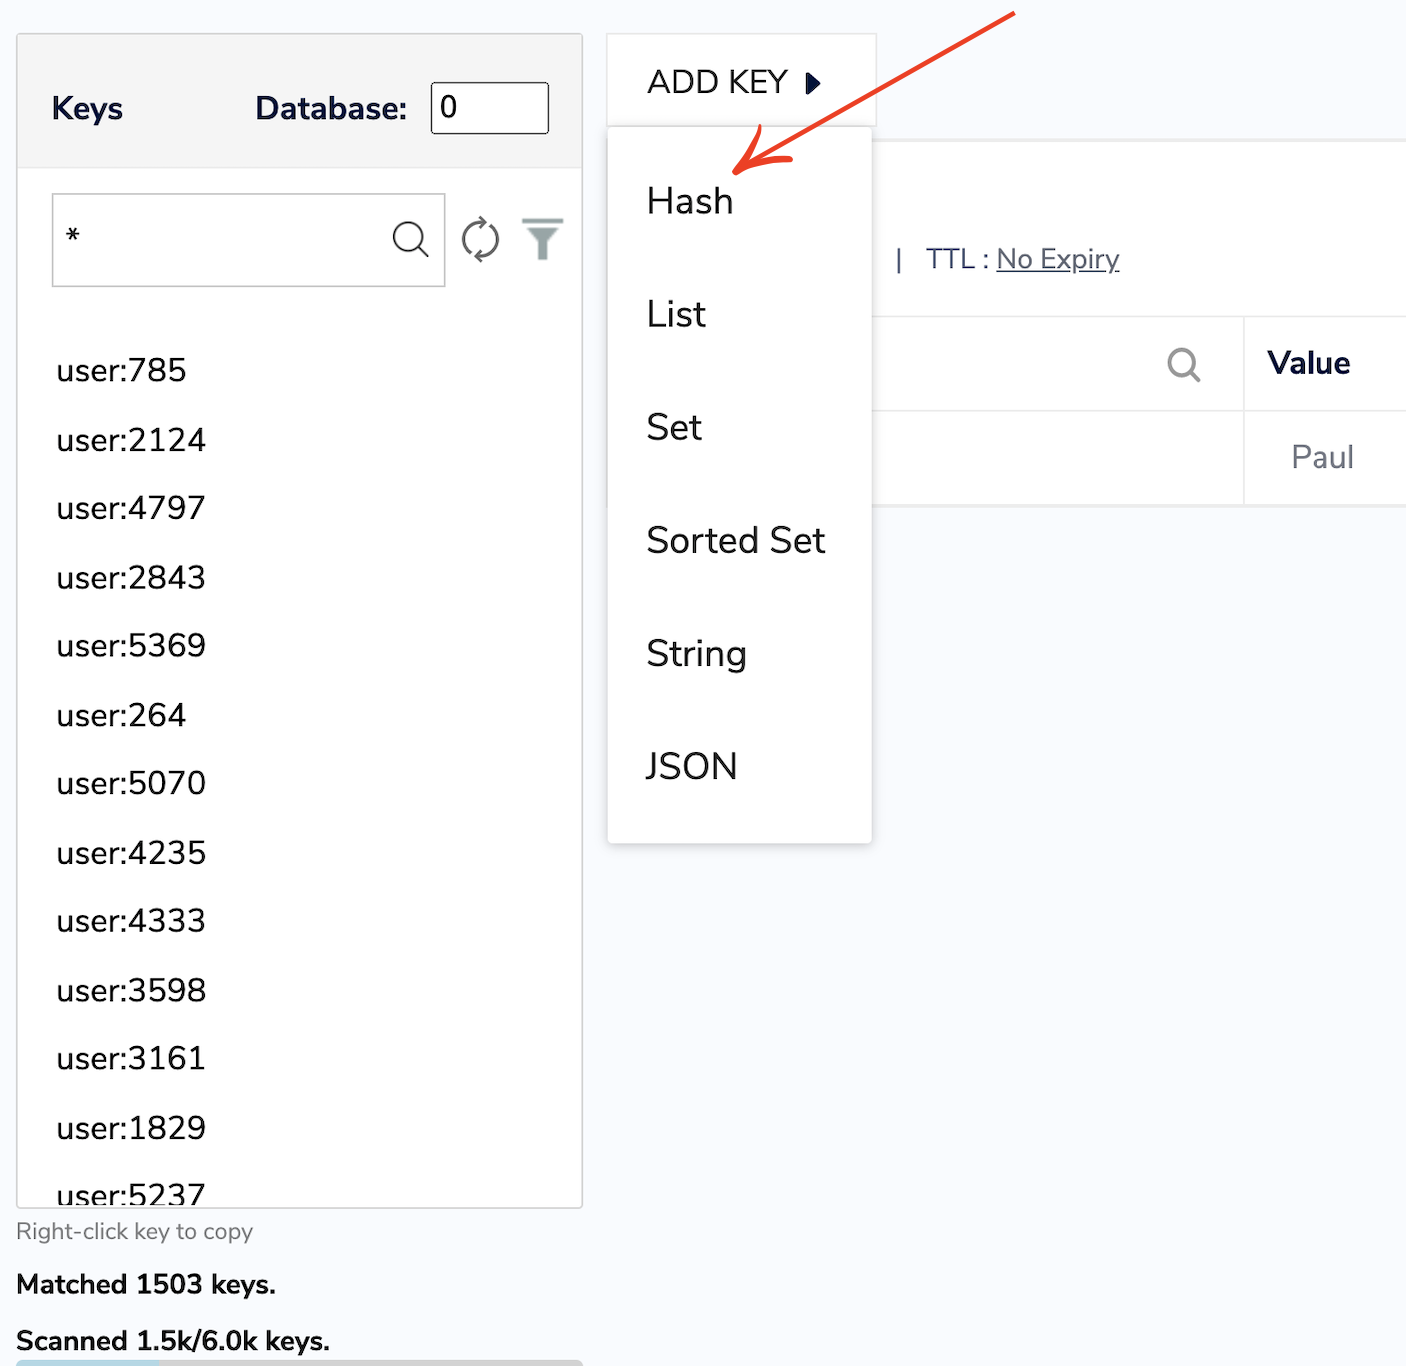 Keys Database: 0
*
user:785
user:2124
user:4797
user:2843
user:5369
user:264
user:5070
user:4235
user:4333
user:3598
user:3161
user:1829
user:5237
Right-click key to copy
Matched 1503 keys.
Scanned 1.5k/6.0k keys.
ADD KEY
Hash
List
Set
Sorted Set
String
JSON
| TTL : No Expiry
Value
Paul